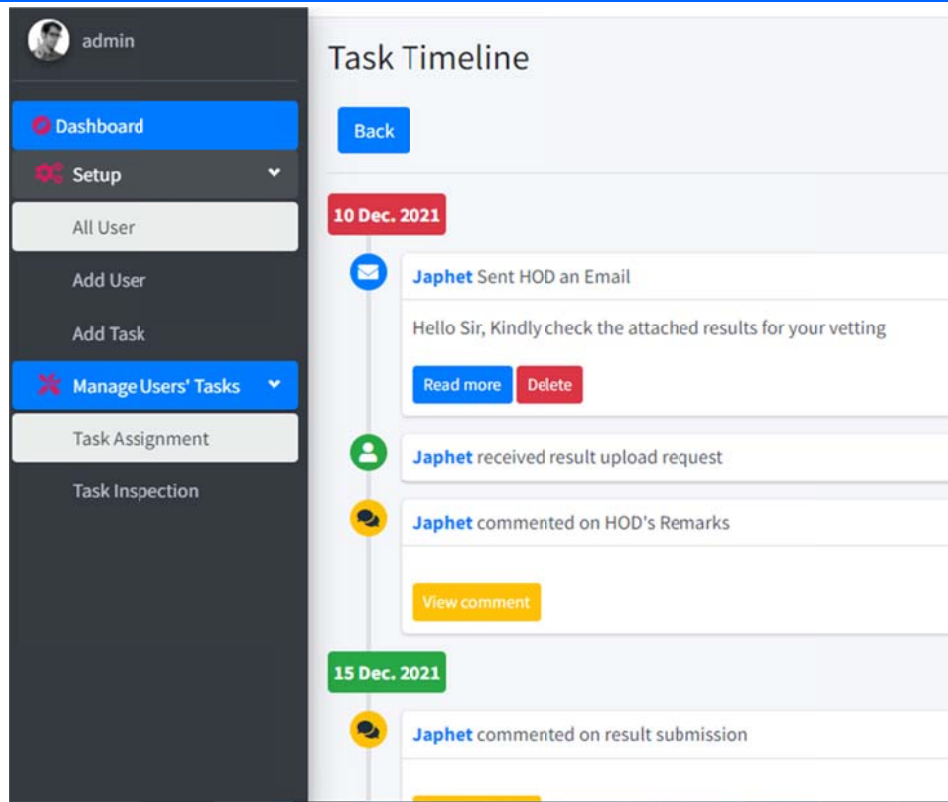 admin
Dashboard
Setup
All User
Add User
Add Task
Manage Users' Tasks
Task Assignment
Task Inspection
Task Timeline
Back
10 Dec. 2021
Japhet Sent HOD an Email
Hello Sir, Kindly check the attached results for your vetting
Read more Delete
Japhet received result upload request
Japhet commented on HOD's Remarks
View comment
15 Dec. 2021
Japhet commented on result submission